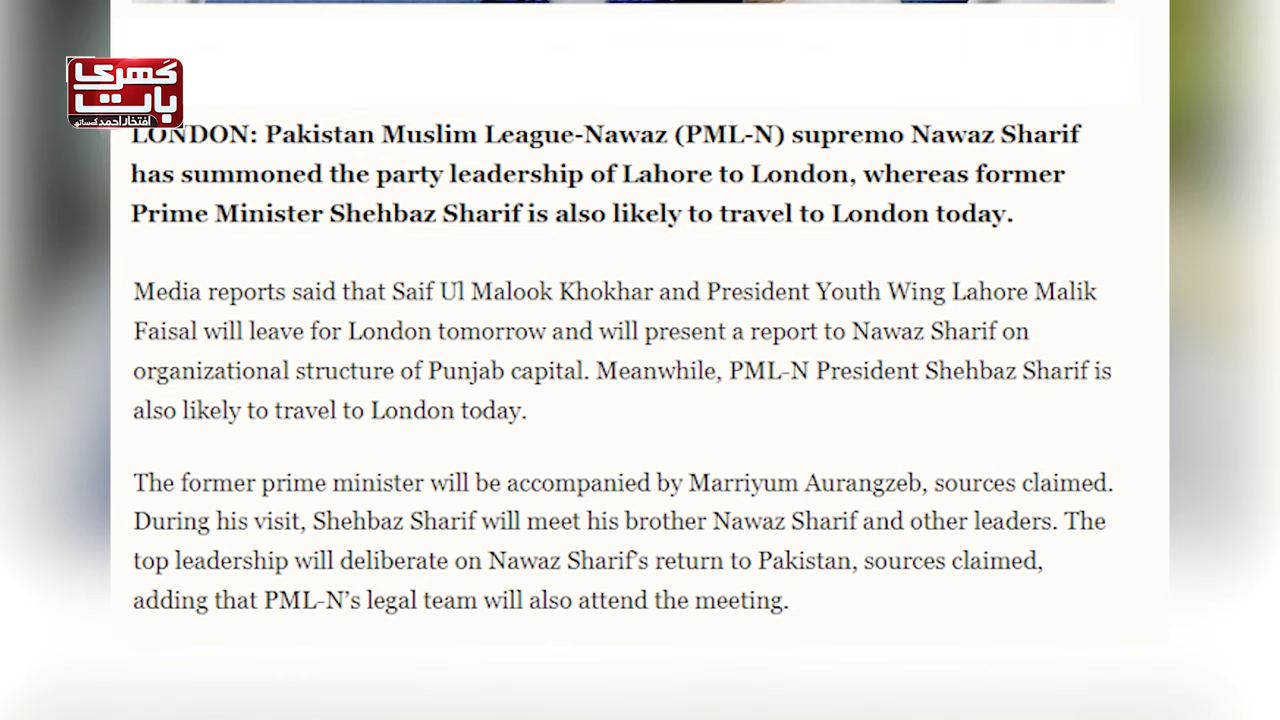 کھری
بات
افتخار احمد کے ساتھ
LONDON: Pakistan Muslim League-Nawaz (PML-N) supremo Nawaz Sharif
has summoned the party leadership of Lahore to London, whereas former
Prime Minister Shehbaz Sharif is also likely to travel to London today.
Media reports said that Saif Ul Malook Khokhar and President Youth Wing Lahore Malik
Faisal will leave for London tomorrow and will present a report to Nawaz Sharif on
organizational structure of Punjab capital. Meanwhile, PML-N President Shehbaz Sharif is
also likely to travel to London today.
The former prime minister will be accompanied by Marriyum Aurangzeb, sources claimed.
During his visit, Shehbaz Sharif will meet his brother Nawaz Sharif and other leaders. The
top leadership will deliberate on Nawaz Sharif's return to Pakistan, sources claimed,
adding that PML-N’s legal team will also attend the meeting.